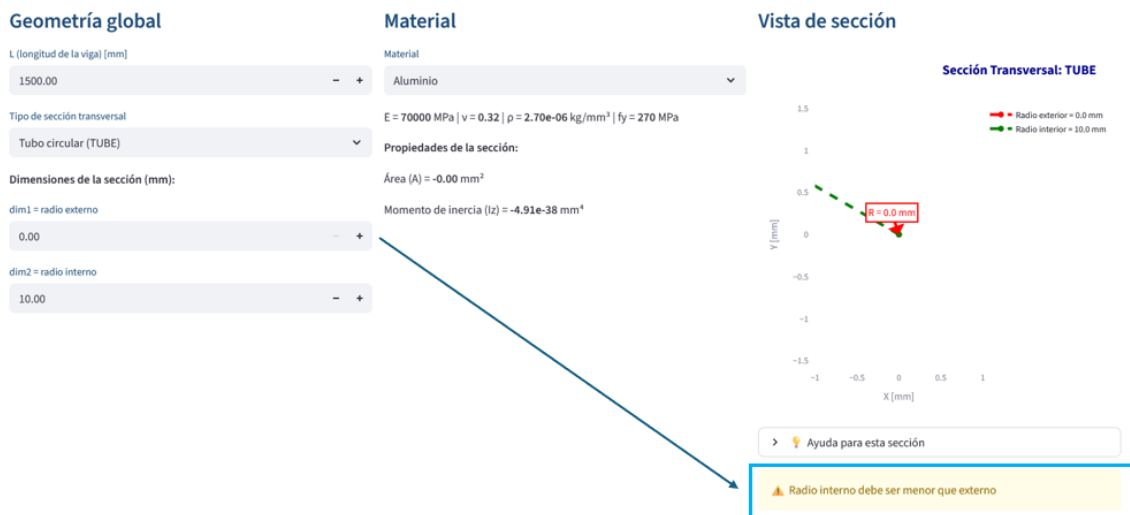 Geometría global
L (longitud de la viga) [mm]
1500.00
Tipo de sección transversal
Tubo circular (TUBE)
Dimensiones de la sección (mm):
dim1 = radio externo
0.00
dim2 = radio interno
10.00
Material
Material
Aluminio
E = 70000 MPa | ν = 0.32 | ρ = 2.70e-06 kg/mm³ | fy = 270 MPa
Propiedades de la sección:
Área (A) = -0.00 mm²
Momento de inercia (Iz) = -4.91e-38 mm⁴
Vista de sección
Sección Transversal: TUBE
Radio exterior = 0.0 mm
Radio interior = 10.0 mm
1.5
1
0.5
0
−0.5
−1
−1.5
Y [mm]
R = 0.0 mm
−1 −0.5 0 0.5 1
X [mm]
Ayuda para esta sección
Radio interno debe ser menor que externo